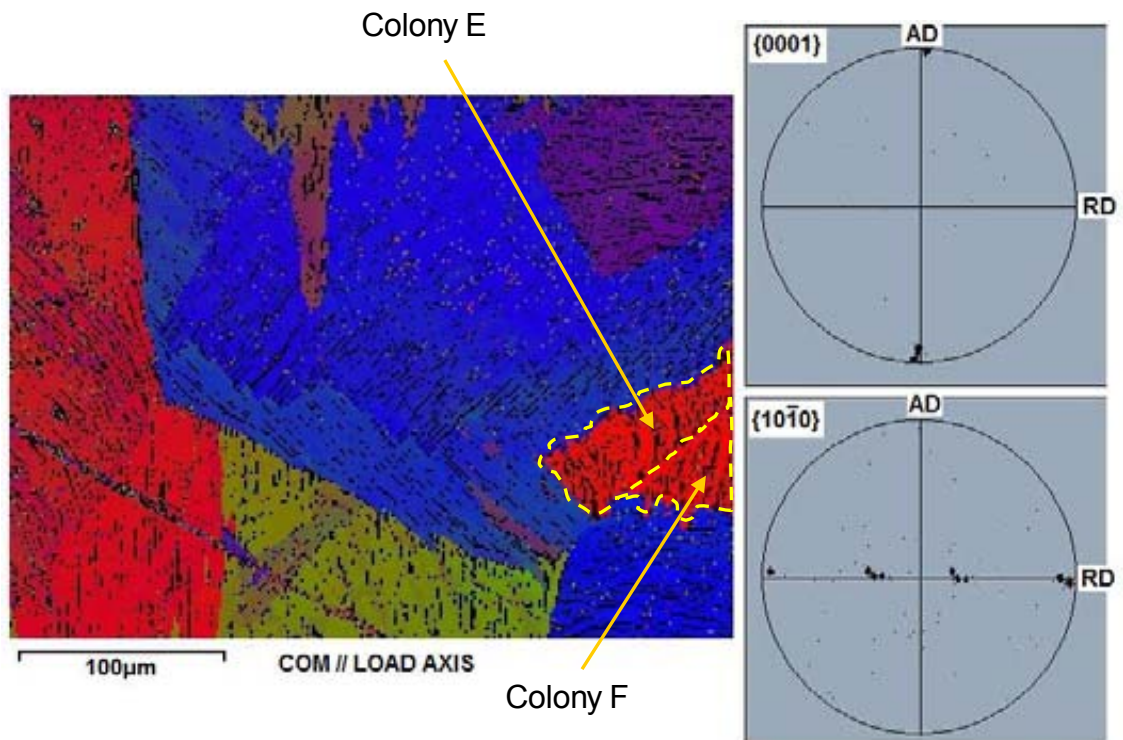 Colony E
{0001}
AD
RD
{101̅0}
AD
RD
100µm
COM // LOAD AXIS
Colony F